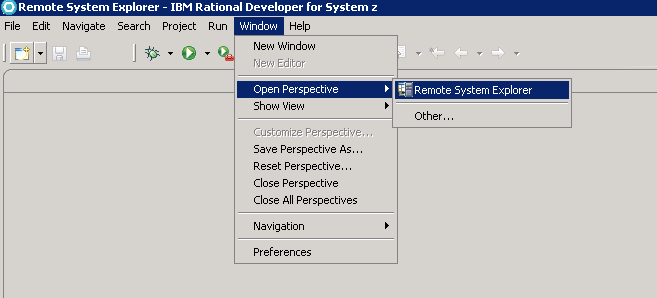 Remote System Explorer - IBM Rational Developer for System z
File Edit Navigate Search Project Run Window Help
New Window
New Editor
Open Perspective
Remote System Explorer
Show View
Other...
Customize Perspective...
Save Perspective As...
Reset Perspective...
Close Perspective
Close All Perspectives
Navigation
Preferences